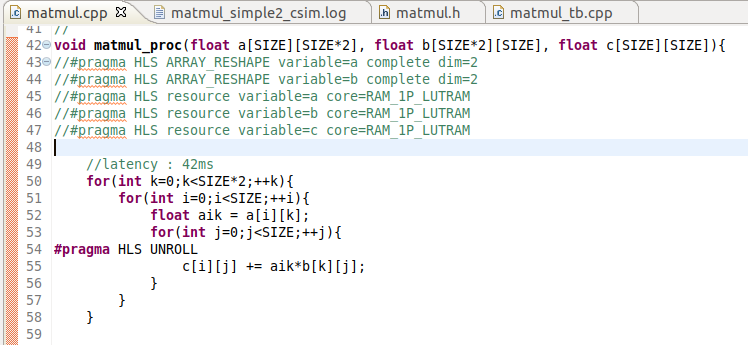 matmul.cpp matmul_simple2_csim.log matmul.h matmul_tb.cpp
41 //
42 void matmul_proc(float a[SIZE][SIZE*2], float b[SIZE*2][SIZE], float c[SIZE][SIZE]){
43 //#pragma HLS ARRAY_RESHAPE variable=a complete dim=2
44 //#pragma HLS ARRAY_RESHAPE variable=b complete dim=2
45 //#pragma HLS resource variable=a core=RAM_1P_LUTRAM
46 //#pragma HLS resource variable=b core=RAM_1P_LUTRAM
47 //#pragma HLS resource variable=c core=RAM_1P_LUTRAM
48
49     //latency : 42ms
50     for(int k=0;k<SIZE*2;++k){
51         for(int i=0;i<SIZE;++i){
52             float aik = a[i][k];
53             for(int j=0;j<SIZE;++j){
54 #pragma HLS UNROLL
55                 c[i][j] += aik*b[k][j];
56             }
57         }
58     }
59